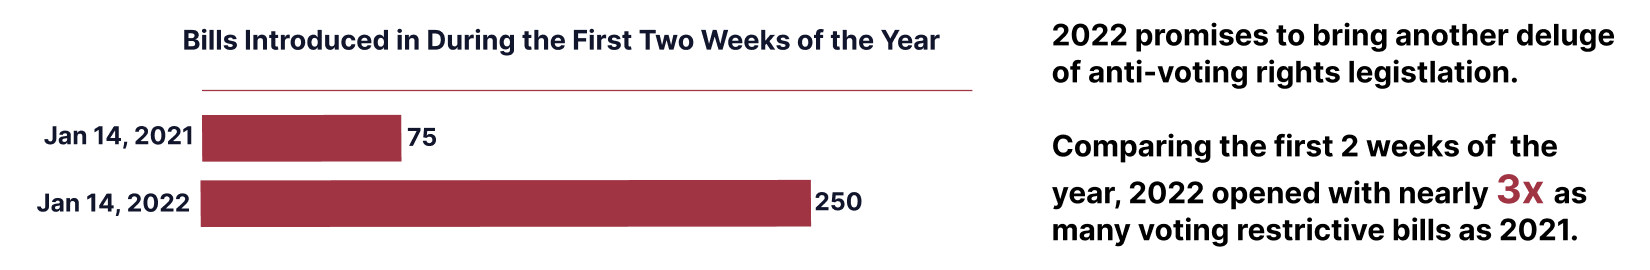 Bills Introduced in During the First Two Weeks of the Year
Jan 14, 2021 75
Jan 14, 2022 250
2022 promises to bring another deluge
of anti-voting rights legistlation.
Comparing the first 2 weeks of the
year, 2022 opened with nearly 3x as
many voting restrictive bills as 2021.